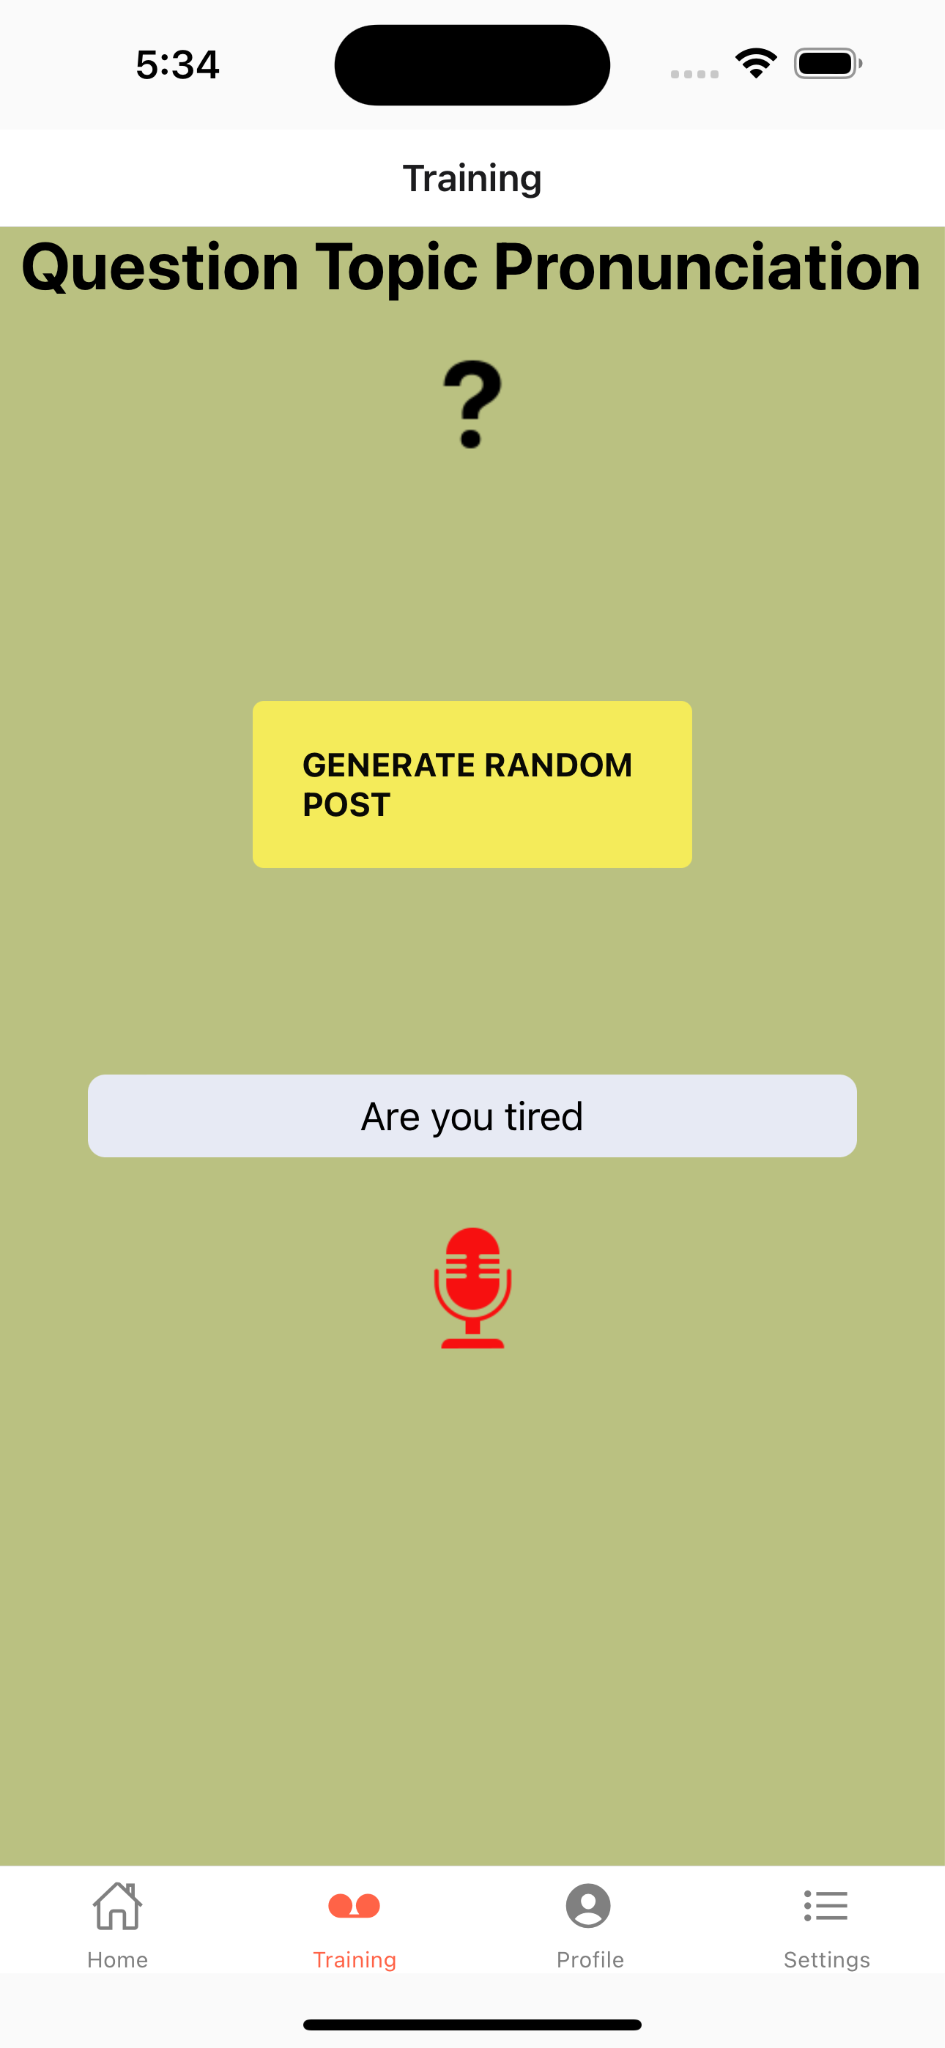 5:34
Training
Question Topic Pronunciation
?
GENERATE RANDOM
POST
Are you tired
Home
Training
Profile
Settings